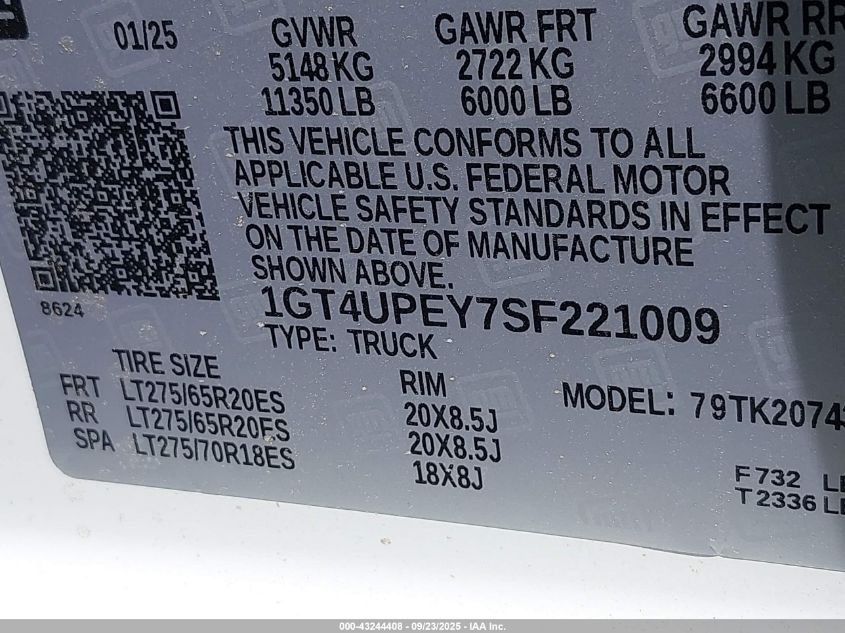 01/25 GVWR GAWR FRT GAWR RR
5148 KG 2722 KG 2994 KG
11350 LB 6000 LB 6600 LB
THIS VEHICLE CONFORMS TO ALL
APPLICABLE U.S. FEDERAL MOTOR
VEHICLE SAFETY STANDARDS IN EFFECT
ON THE DATE OF MANUFACTURE
SHOWN ABOVE.
8624
1GT4UPEY7SF221009
TYPE: TRUCK
TIRE SIZE RIM
FRT LT275/65R20ES 20X8.5J
RR LT275/65R20ES 20X8.5J
SPA LT275/70R18ES 18X8J
MODEL: 79TK2074
F 732
T 2336
000-43244408 - 09/23/2025 - IAA Inc.